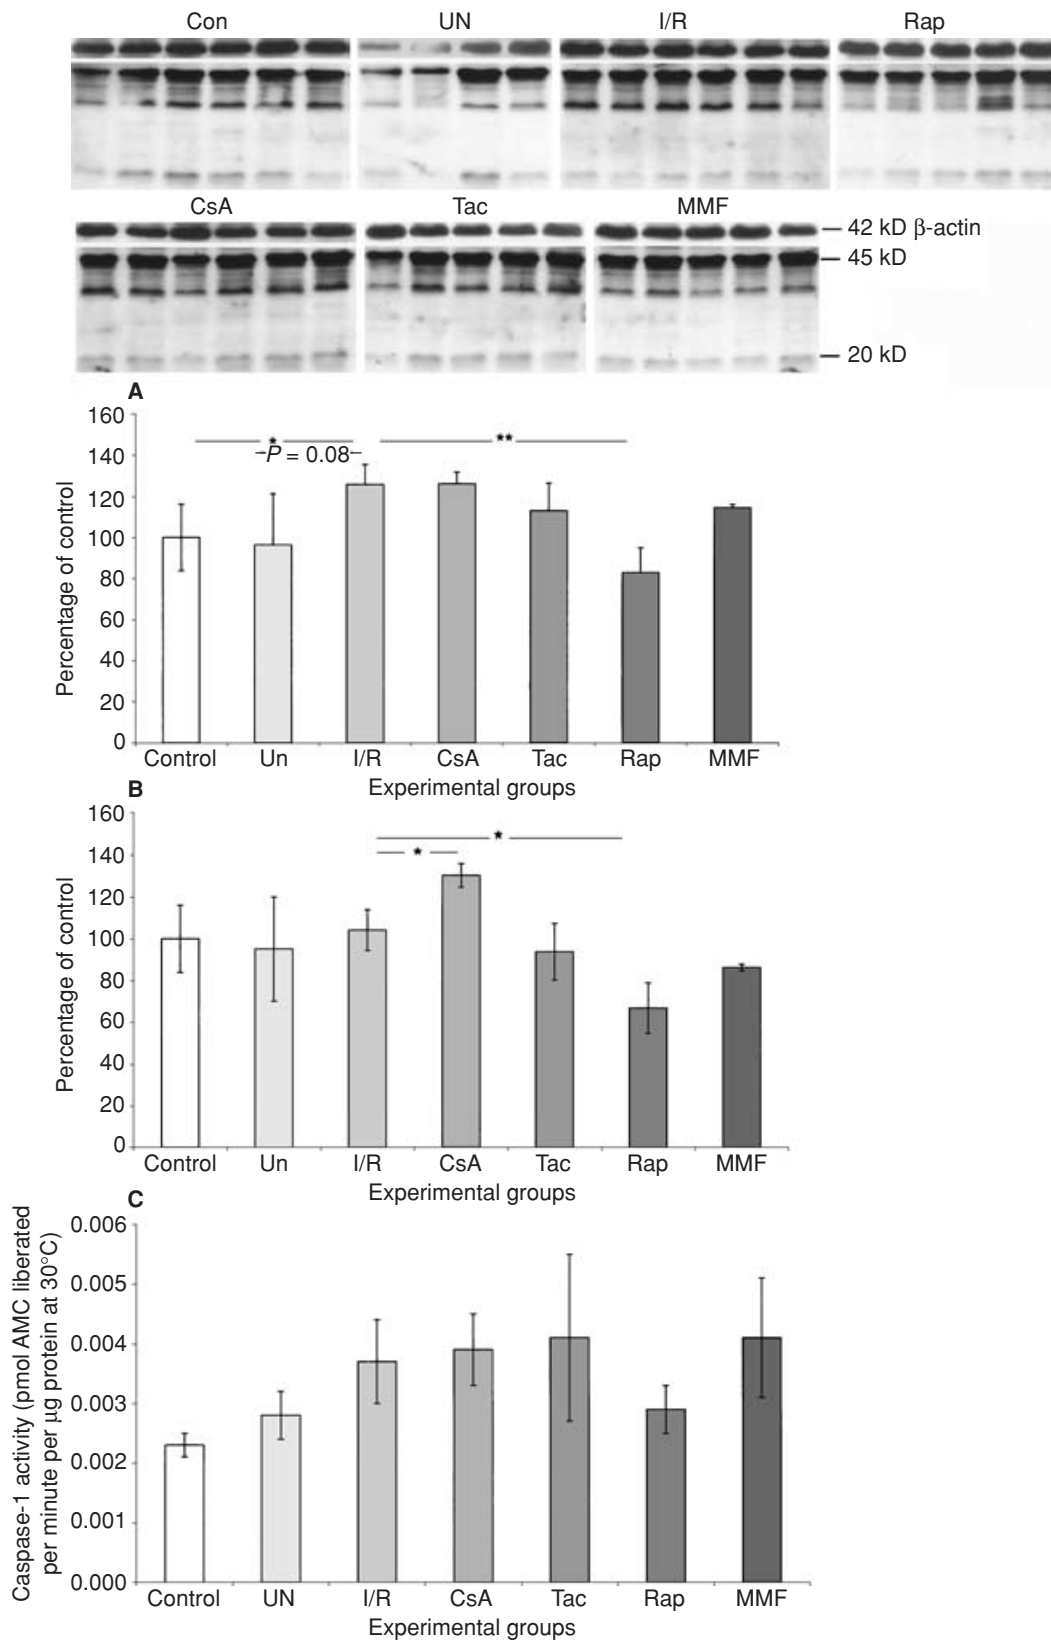 Con UN I/R Rap
CsA Tac MMF
42 kD β-actin
45 kD
20 kD
A
160
140
120
100
80
60
40
20
0
Percentage of control
* **
P = 0.08
Control Un I/R CsA Tac Rap MMF
Experimental groups
B
160
140
120
100
80
60
40
20
0
Percentage of control
*
*
Control Un I/R CsA Tac Rap MMF
Experimental groups
C
0.006
0.005
0.004
0.003
0.002
0.001
0.000
Caspase-1 activity (pmol AMC liberated
per minute per μg protein at 30°C)
Control UN I/R CsA Tac Rap MMF
Experimental groups